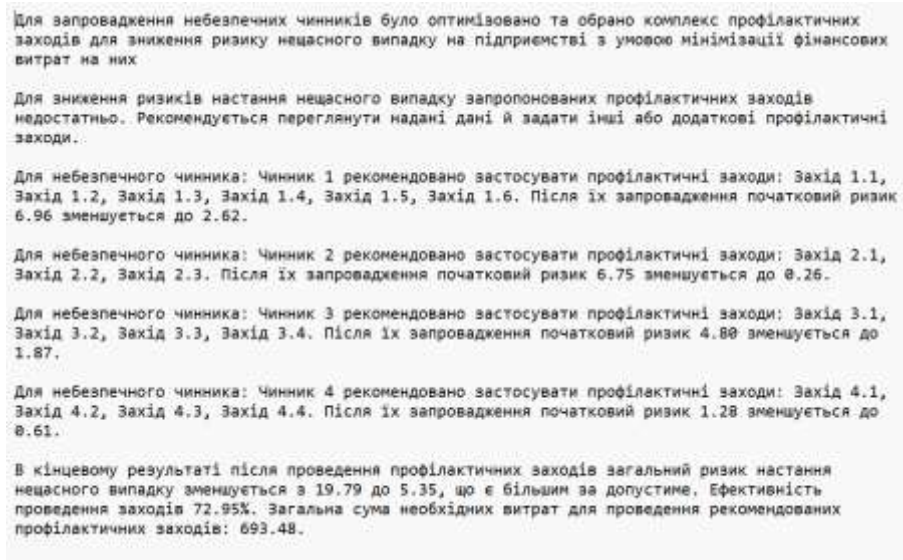 Для запровадження небезпечних чинників було оптимізовано та обрано комплекс профілактичних
заходів для зниження ризику нещасного випадку на підприємстві з умовою мінімізації фінансових
витрат на них
Для зниження ризиків настання нещасного випадку запропонованих профілактичних заходів
недостатньо. Рекомендується переглянути надані дані й задати інші або додаткові профілактичні
заходи.
Для небезпечного чинника: Чинник 1 рекомендовано застосувати профілактичні заходи: Захід 1.1,
Захід 1.2, Захід 1.3, Захід 1.4, Захід 1.5, Захід 1.6. Після їх запровадження початковий ризик
6.96 зменшується до 2.62.
Для небезпечного чинника: Чинник 2 рекомендовано застосувати профілактичні заходи: Захід 2.1,
Захід 2.2, Захід 2.3. Після їх запровадження початковий ризик 6.75 зменшується до 0.26.
Для небезпечного чинника: Чинник 3 рекомендовано застосувати профілактичні заходи: Захід 3.1,
Захід 3.2, Захід 3.3, Захід 3.4. Після їх запровадження початковий ризик 4.80 зменшується до
1.87.
Для небезпечного чинника: Чинник 4 рекомендовано застосувати профілактичні заходи: Захід 4.1,
Захід 4.2, Захід 4.3, Захід 4.4. Після їх запровадження початковий ризик 1.28 зменшується до
0.61.
В кінцевому результаті після проведення профілактичних заходів загальний ризик настання
нещасного випадку зменшується з 19.79 до 5.35, що є більшим за допустиме. Ефективність
проведення заходів 72.95%. Загальна сума необхідних витрат для проведення рекомендованих
профілактичних заходів: 693.48.